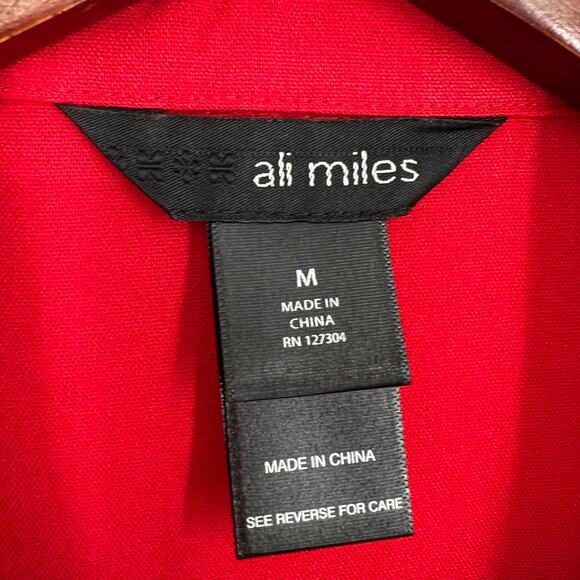 ali miles
M
MADE IN
CHINA
RN 127304
MADE IN CHINA
SEE REVERSE FOR CARE